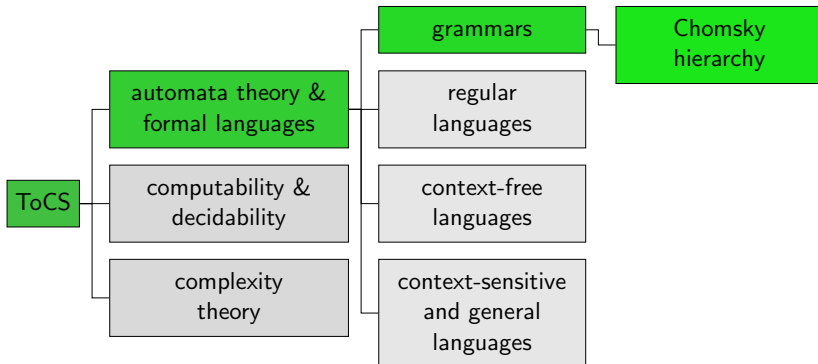 ToCS
automata theory &
formal languages
computability &
decidability
complexity
theory
grammars
regular
languages
context-free
languages
context-sensitive
and general
languages
Chomsky
hierarchy